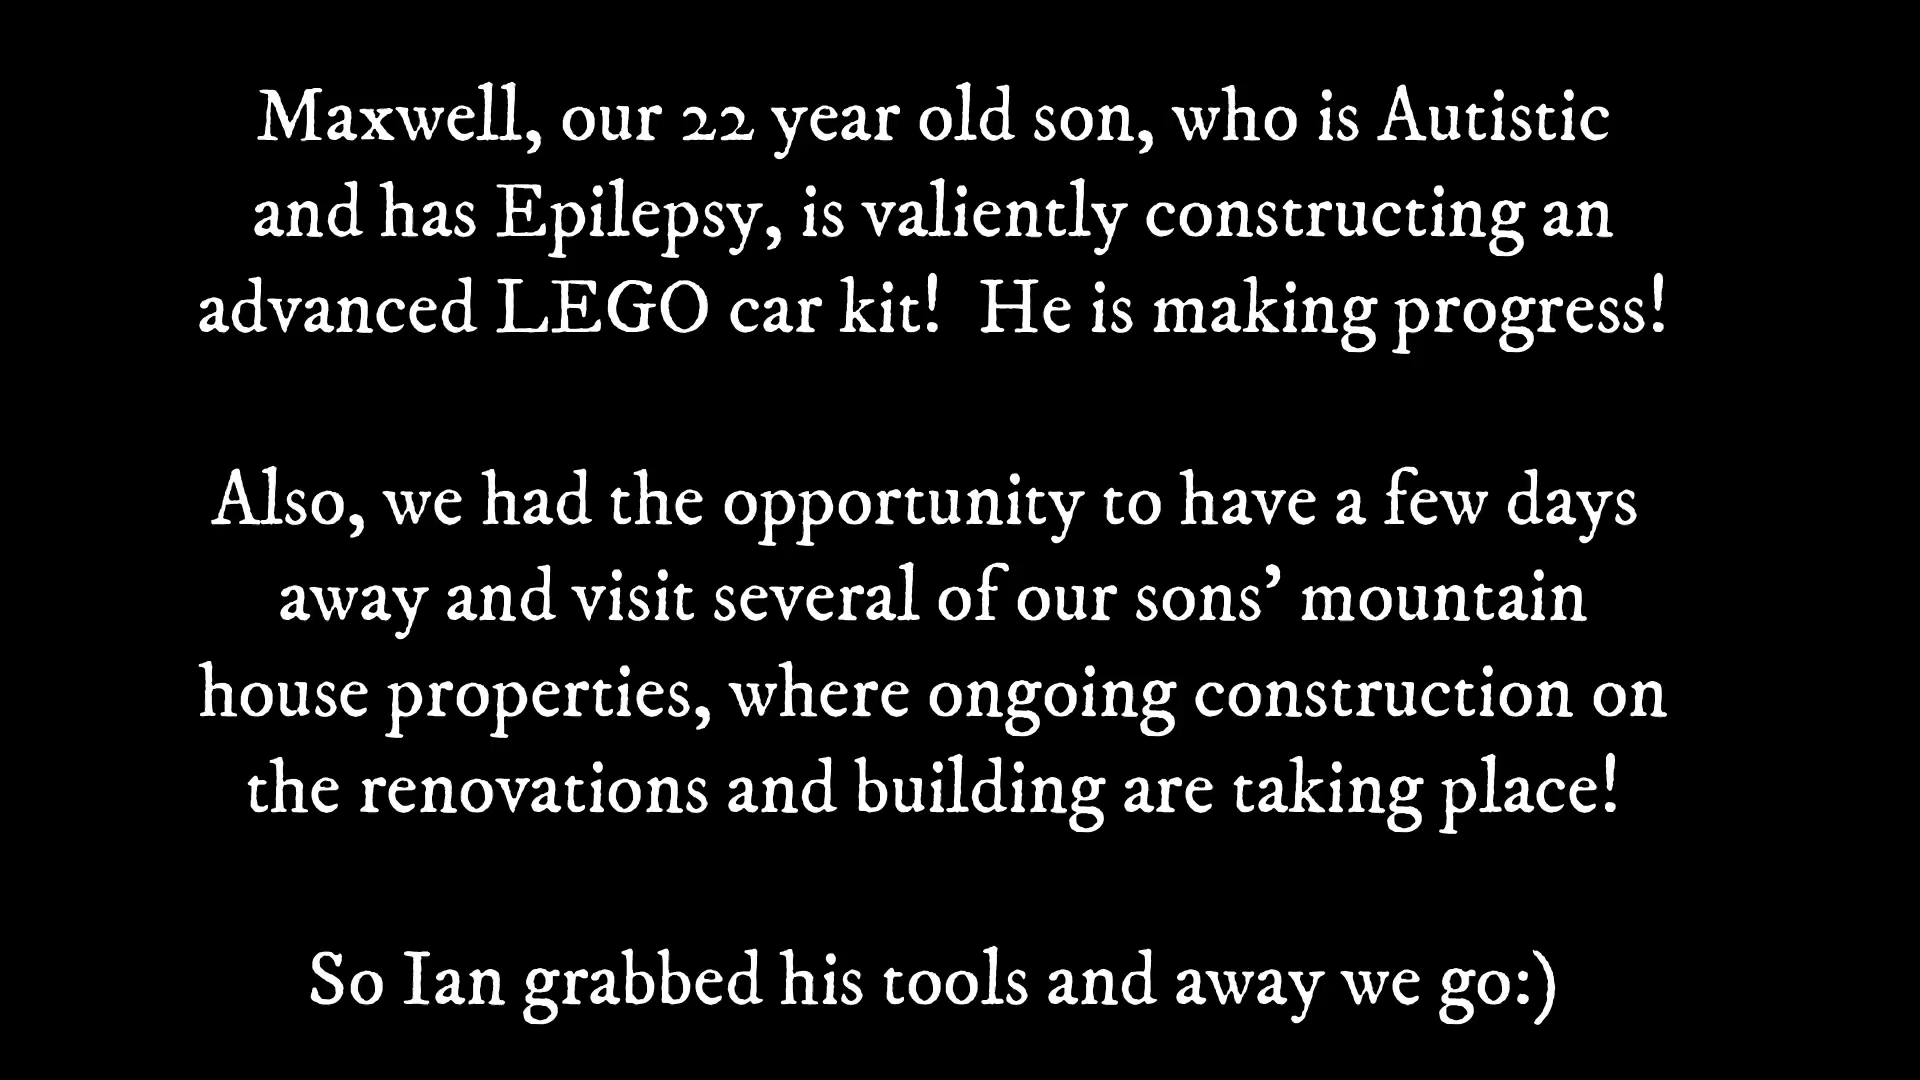 Maxwell, our 22 year old son, who is Autistic
and has Epilepsy, is valiently constructing an
advanced LEGO car kit!  He is making progress!
Also, we had the opportunity to have a few days
away and visit several of our sons’ mountain
house properties, where ongoing construction on
the renovations and building are taking place!
So Ian grabbed his tools and away we go:)